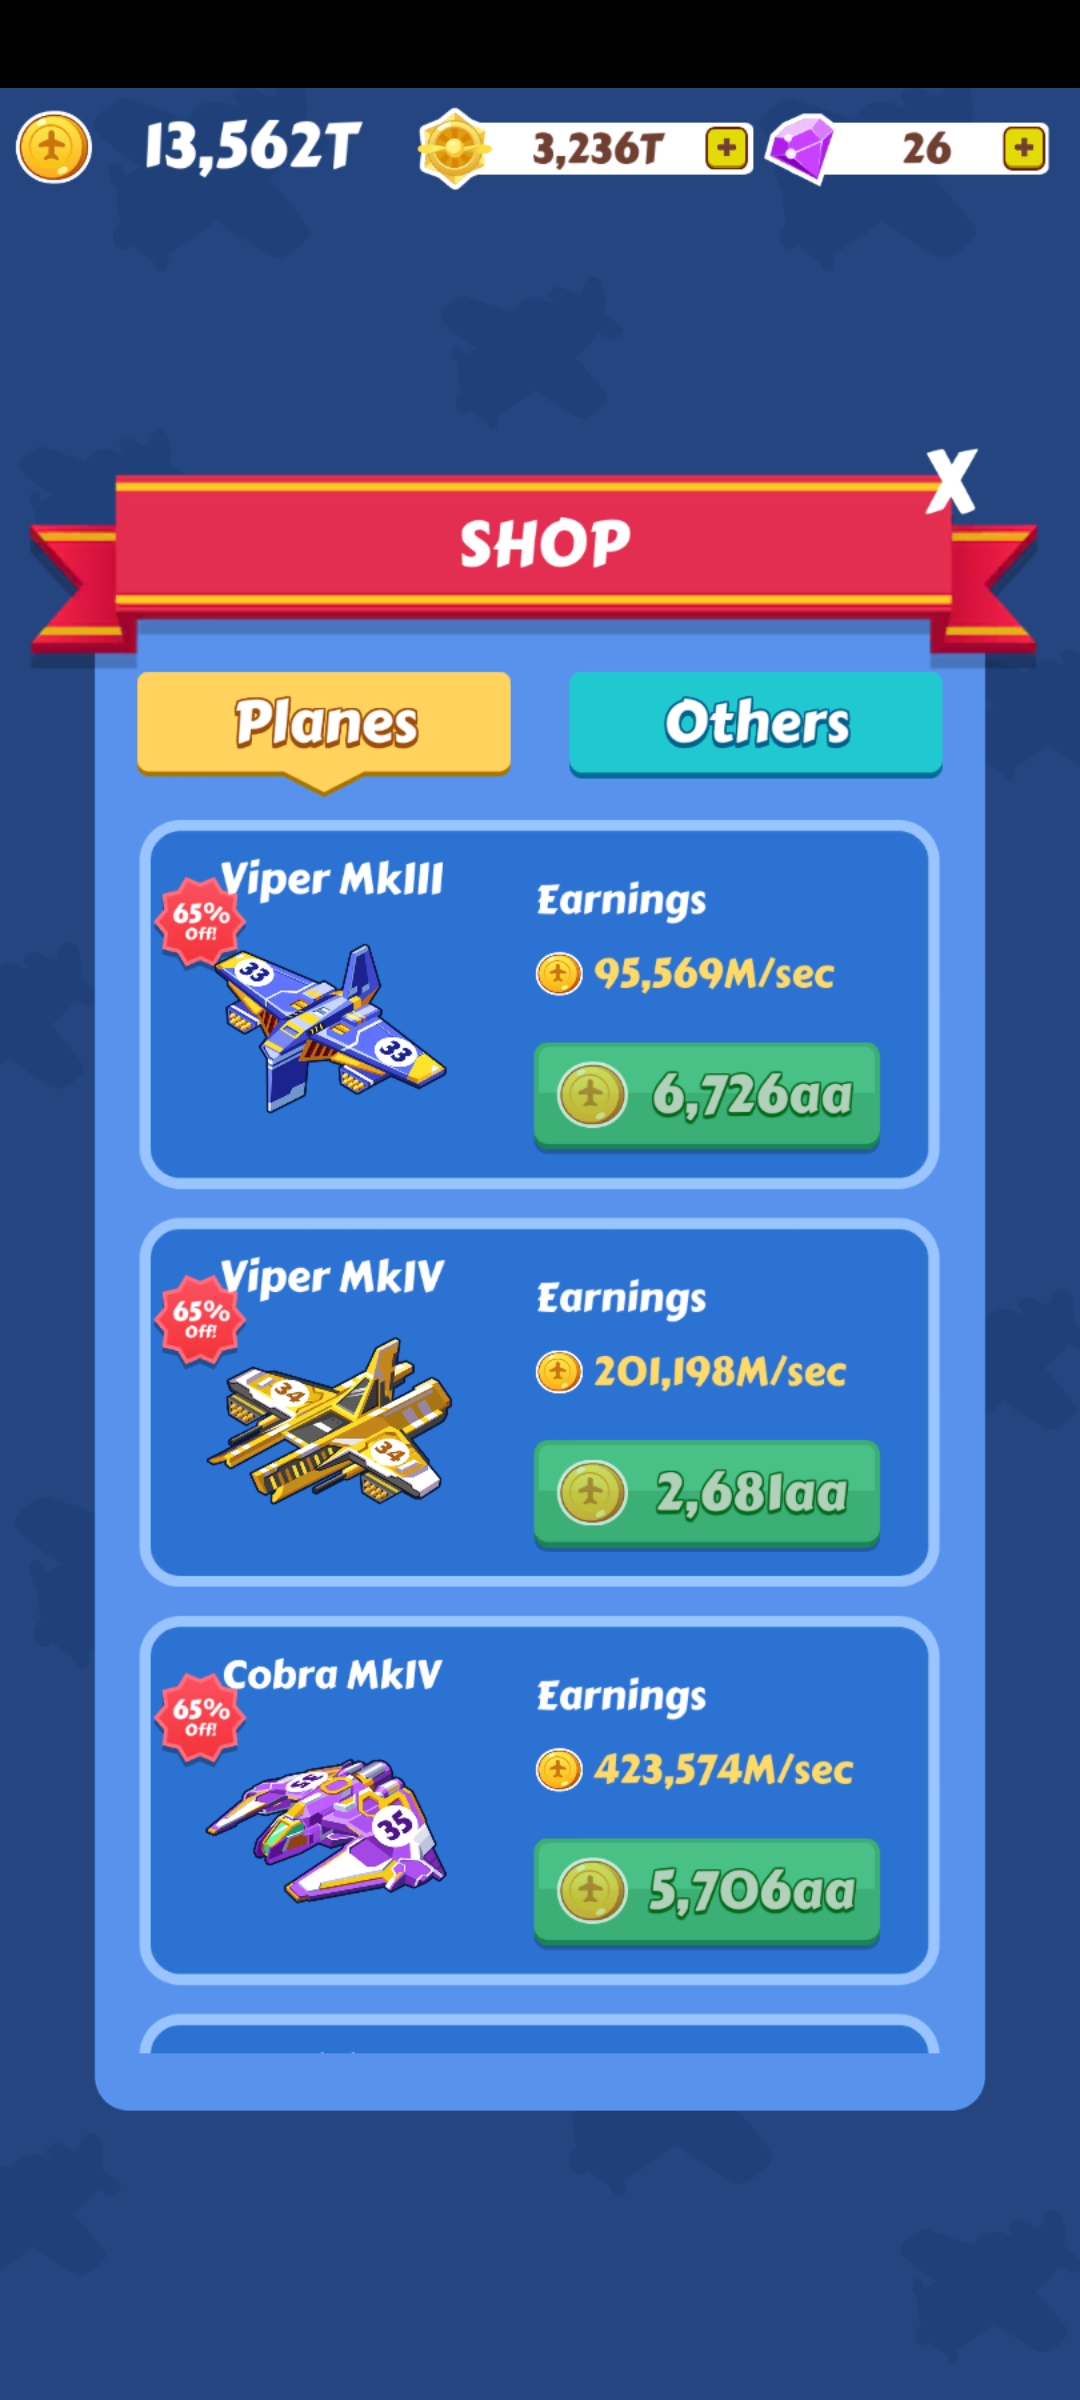 13,562T 3,236T + 26 +
X
SHOP
Planes Others
Viper MkIII
65%
Off!
33
33
Earnings
95,569M/sec
6,726aa
Viper MkIV
65%
Off!
34
34
Earnings
201,198M/sec
2,681aa
Cobra MkIV
65%
Off!
35
35
Earnings
423,574M/sec
5,706aa